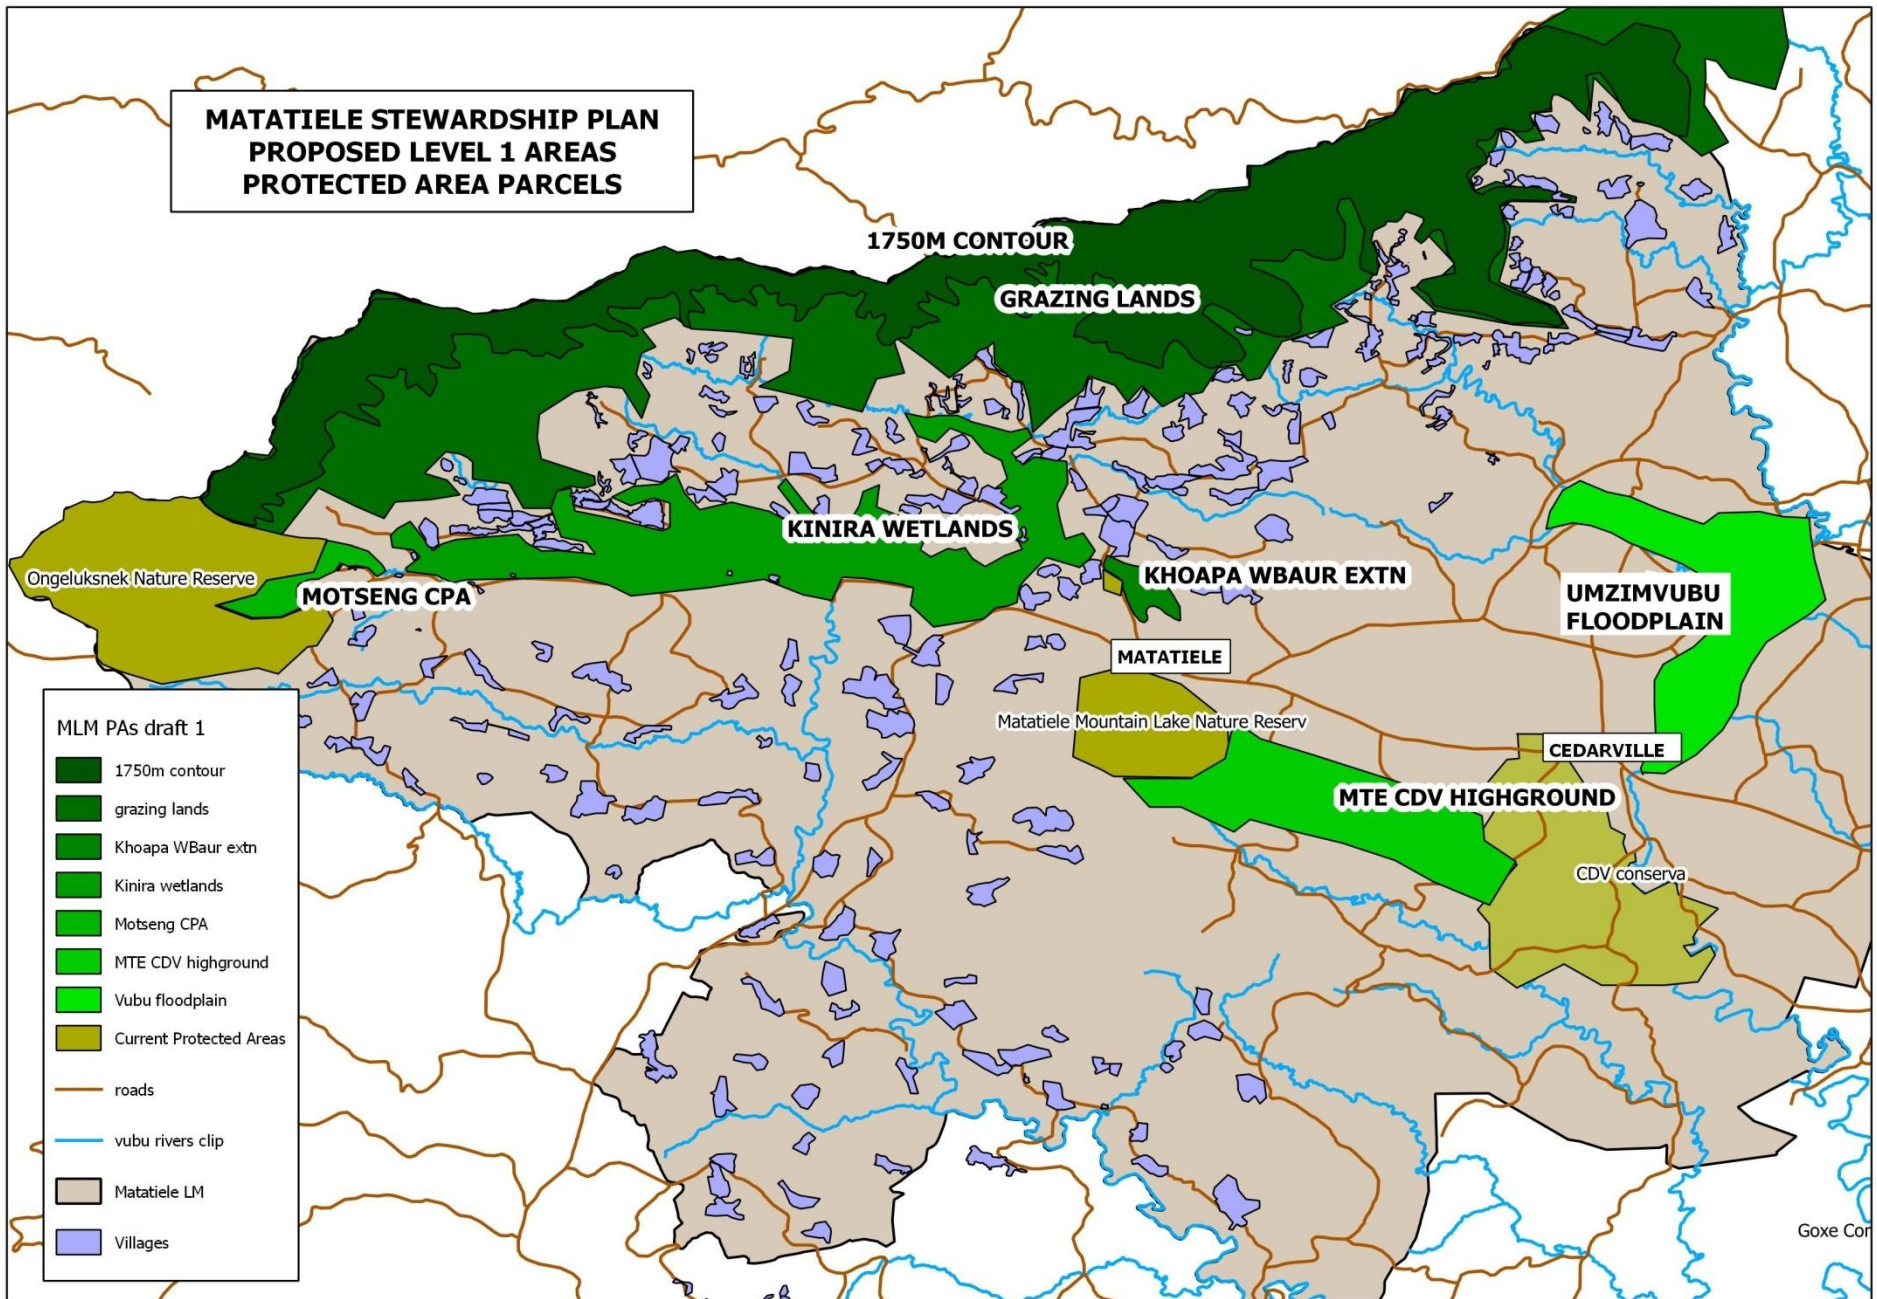 MATATIELE STEWARDSHIP PLAN
PROPOSED LEVEL 1 AREAS
PROTECTED AREA PARCELS
1750M CONTOUR
GRAZING LANDS
KINIRA WETLANDS
Ongeluksnek Nature Reserve
MOTSENG CPA
KHOAPA WBAUR EXTN
UMZIMVUBU
FLOODPLAIN
MATATIELE
Matatiele Mountain Lake Nature Reserv
CEDARVILLE
MTE CDV HIGHGROUND
CDV conserva
Goxe Cor
MLM PAs draft 1
1750m contour
grazing lands
Khoapa WBaur extn
Kinira wetlands
Motseng CPA
MTE CDV highground
Vubu floodplain
Current Protected Areas
roads
vubu rivers clip
Matatiele LM
Villages